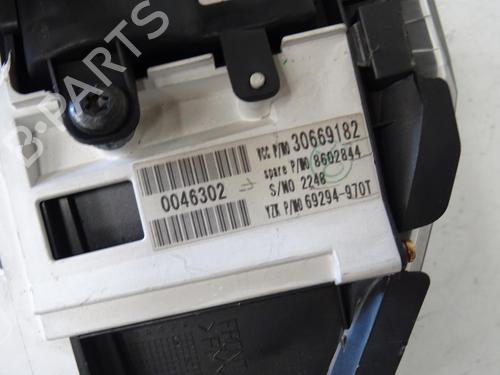 B-PARTS
0046302
VCC P/NO 30669182
spare P/NO 8602844
S/NO 2248
YZK P/NO 69294-970T